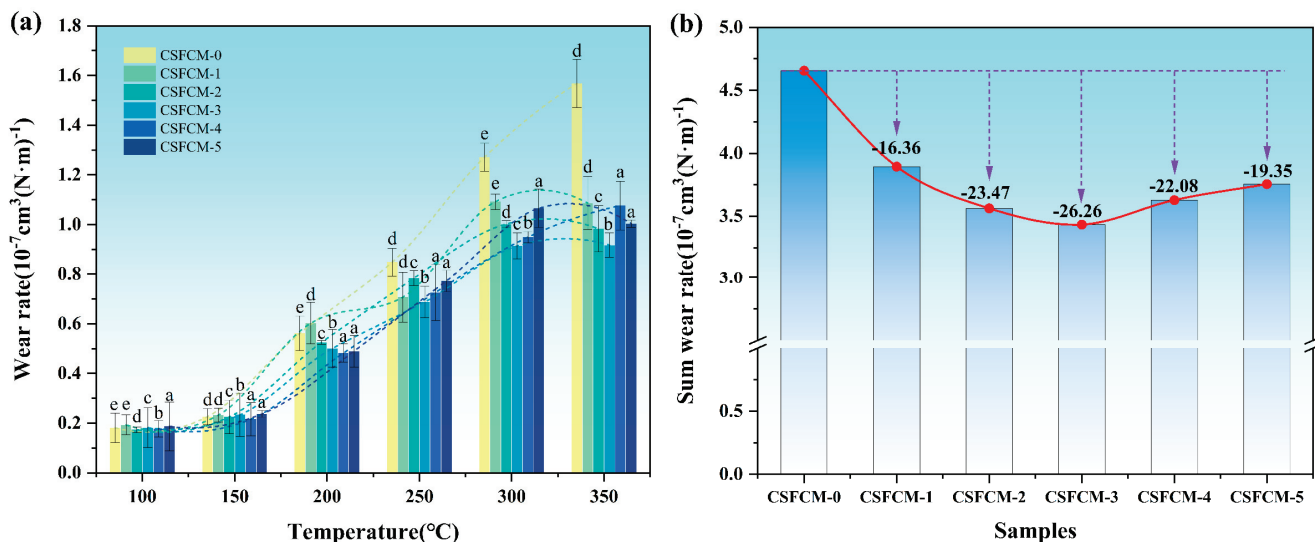 (a)
Wear rate(10⁻⁷cm³(N·m)⁻¹)
1.8
1.6
1.4
1.2
1.0
0.8
0.6
0.4
0.2
0.0
CSFCM-0
CSFCM-1
CSFCM-2
CSFCM-3
CSFCM-4
CSFCM-5
e e d c b a
d d c b a a
e d c b a a
d d c b a a
e e d c b a
d d c b a a
100 150 200 250 300 350
Temperature(℃)
(b)
Sum wear rate(10⁻⁷cm³(N·m)⁻¹)
5.0
4.5
4.0
3.5
3.0
0.5
0.0
-16.36
-23.47
-26.26
-22.08
-19.35
CSFCM-0 CSFCM-1 CSFCM-2 CSFCM-3 CSFCM-4 CSFCM-5
Samples